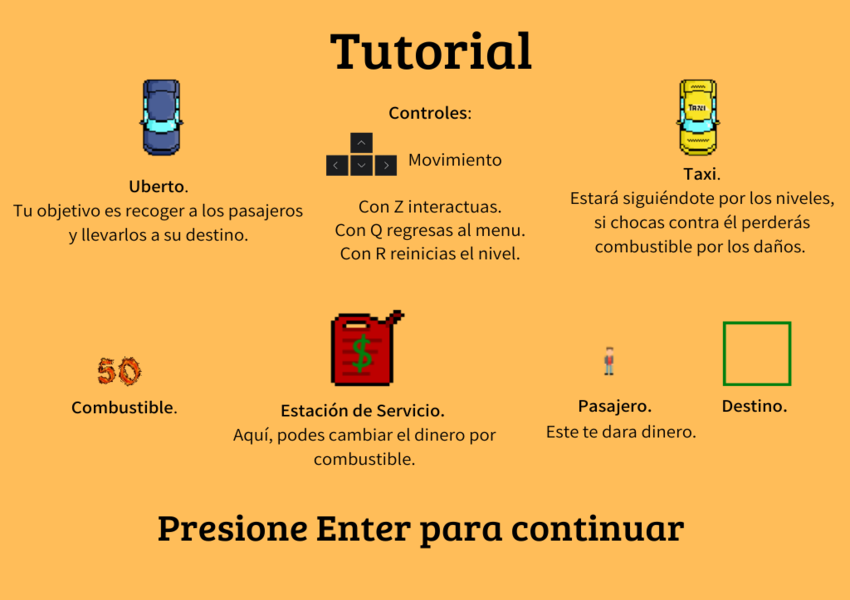 Tutorial
Controles:
Movimiento
Con Z interactuas.
Con Q regresas al menu.
Con R reinicias el nivel.
Uberto.
Tu objetivo es recoger a los pasajeros
y llevarlos a su destino.
TAXI
Taxi.
Estará siguiéndote por los niveles,
si chocas contra él perderás
combustible por los daños.
50
Combustible.
$
Estación de Servicio.
Aquí, podes cambiar el dinero por
combustible.
Pasajero.
Este te dara dinero.
Destino.
Presione Enter para continuar